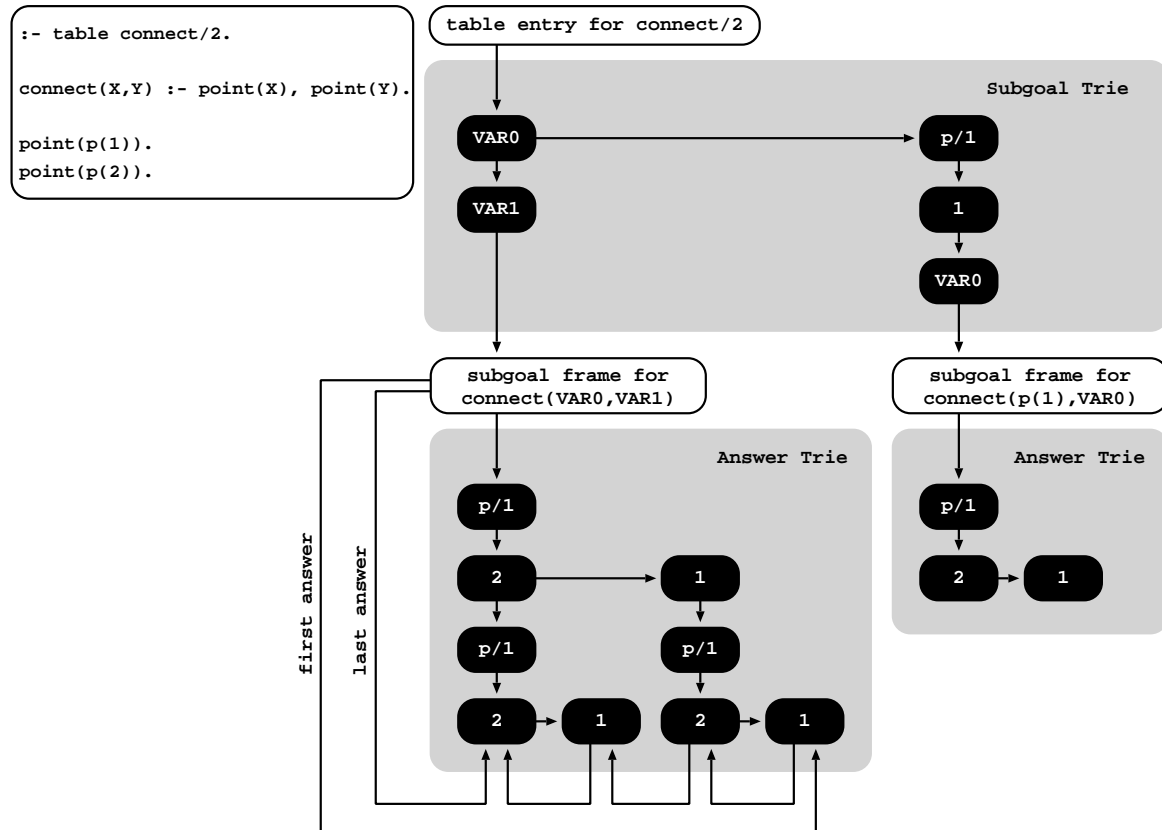 :- table connect/2.
connect(X,Y) :- point(X), point(Y).
point(p(1)).
point(p(2)).
table entry for connect/2
Subgoal Trie
VAR0
p/1
VAR1
1
VAR0
subgoal frame for
connect(VAR0,VAR1)
subgoal frame for
connect(p(1),VAR0)
first answer
last answer
Answer Trie
p/1
2
1
p/1
p/1
2
1
2
1
Answer Trie
p/1
2
1